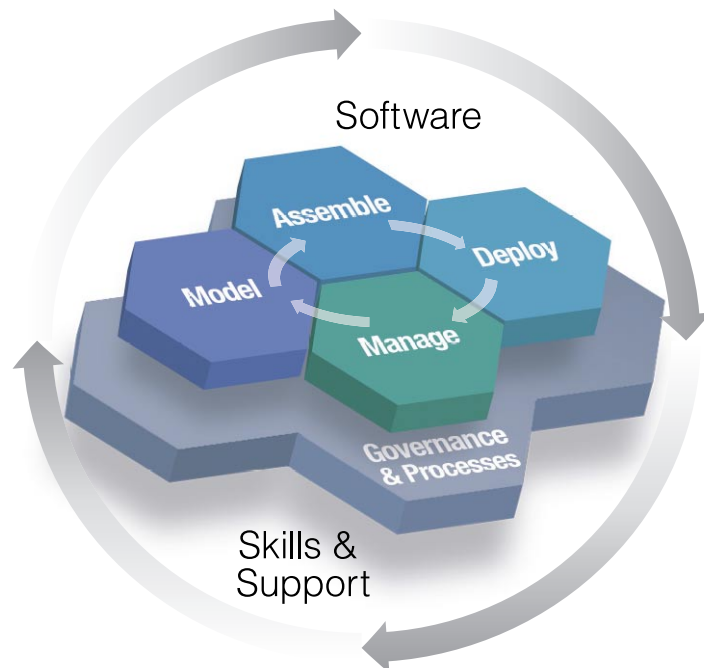 Software
Assemble
Deploy
Model
Manage
Governance
& Processes
Skills &
Support